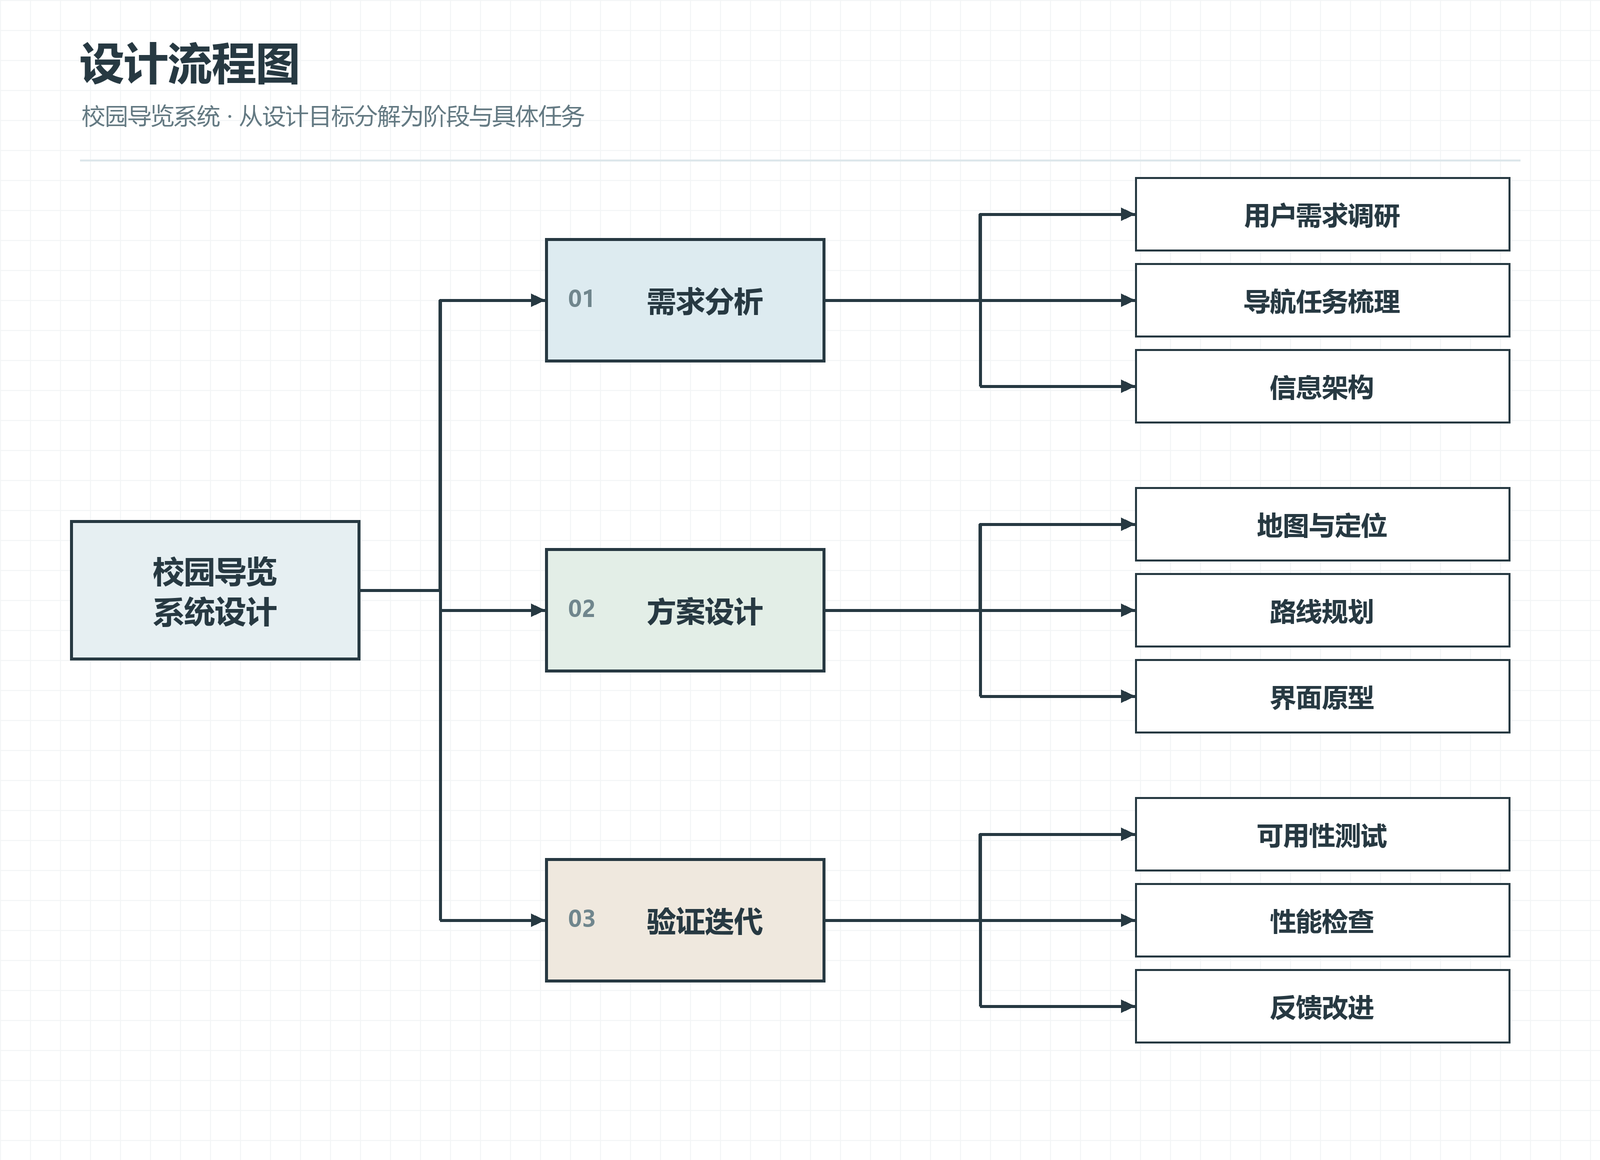 设计流程图
校园导览系统 · 从设计目标分解为阶段与具体任务
校园导览
系统设计
01 需求分析
用户需求调研
导航任务梳理
信息架构
02 方案设计
地图与定位
路线规划
界面原型
03 验证迭代
可用性测试
性能检查
反馈改进